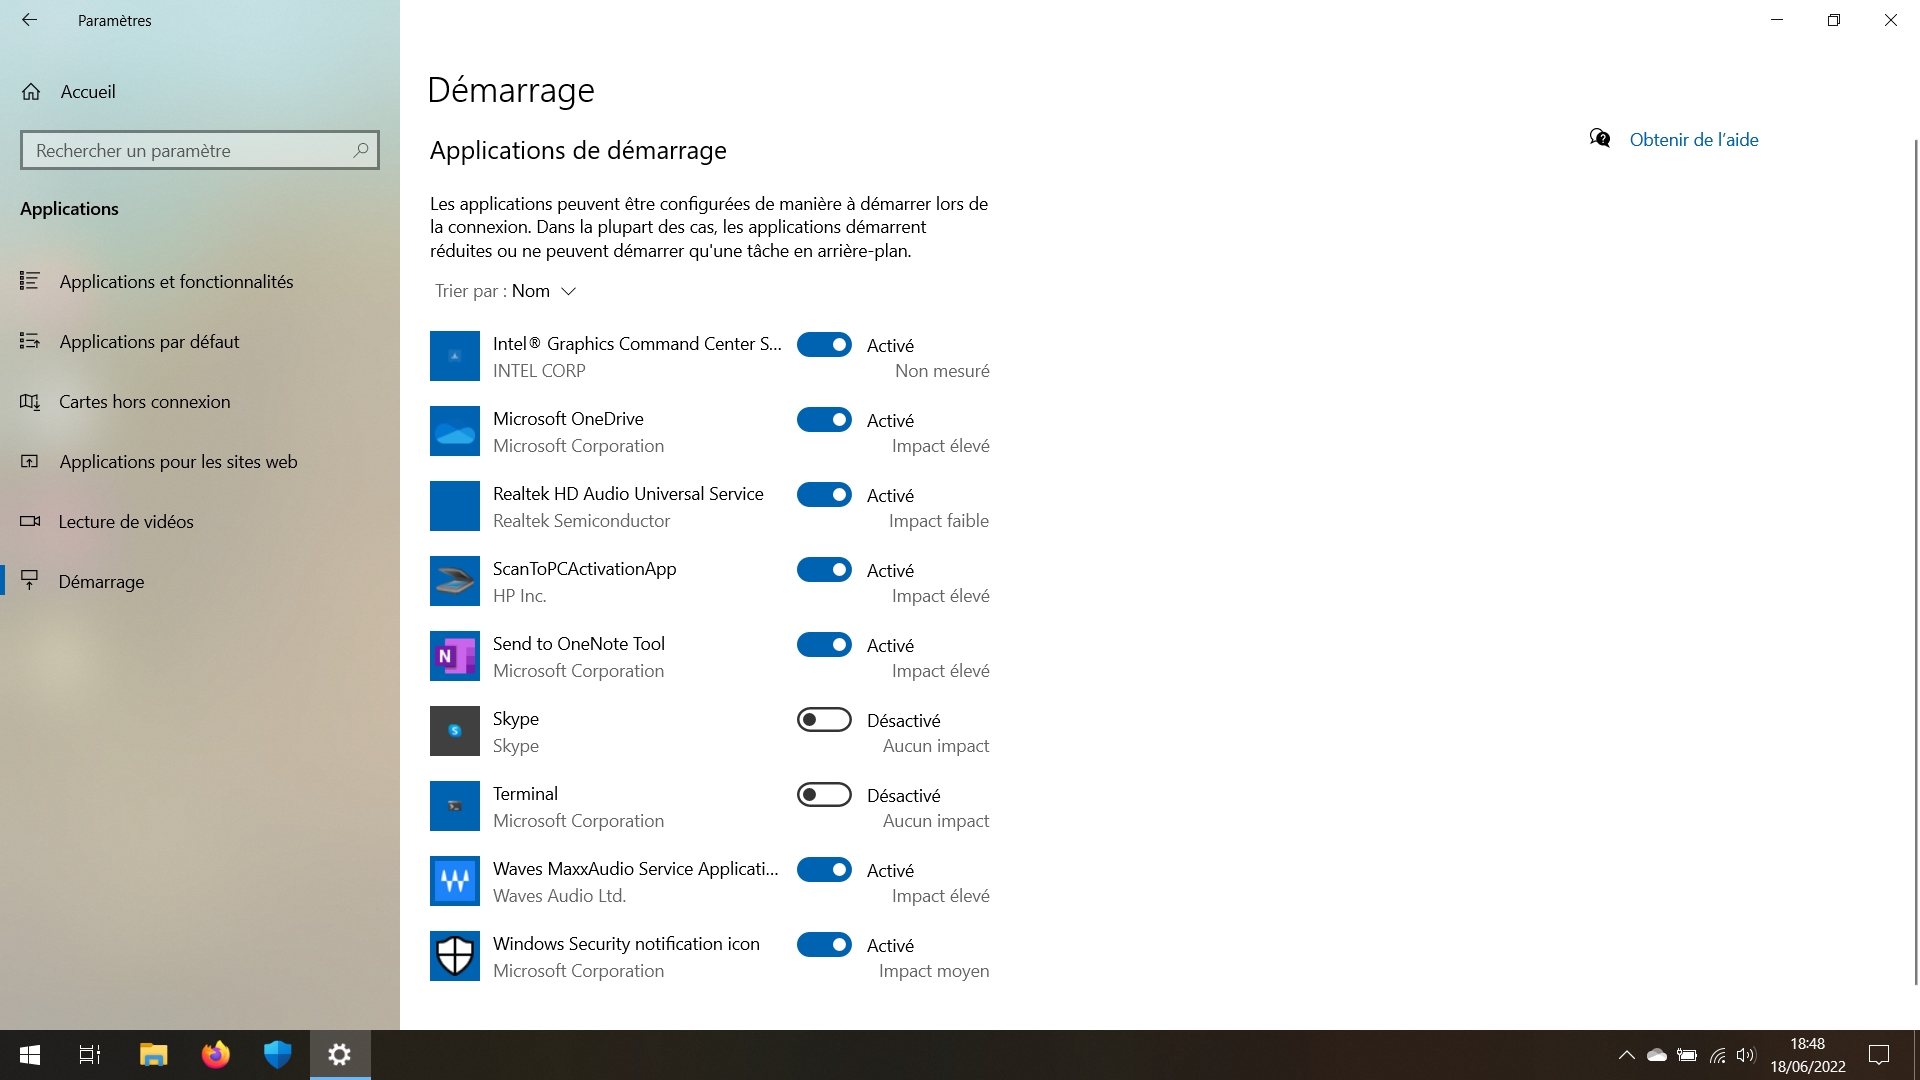 Paramètres
Accueil
Rechercher un paramètre
Applications
Applications et fonctionnalités
Applications par défaut
Cartes hors connexion
Applications pour les sites web
Lecture de vidéos
Démarrage
Démarrage
Applications de démarrage
Les applications peuvent être configurées de manière à démarrer lors de
la connexion. Dans la plupart des cas, les applications démarrent
réduites ou ne peuvent démarrer qu'une tâche en arrière-plan.
Trier par : Nom
Intel® Graphics Command Center S...
Activé
INTEL CORP
Non mesuré
Microsoft OneDrive
Activé
Microsoft Corporation
Impact élevé
Realtek HD Audio Universal Service
Activé
Realtek Semiconductor
Impact faible
ScanToPCActivationApp
Activé
HP Inc.
Impact élevé
N
Send to OneNote Tool
Activé
Microsoft Corporation
Impact élevé
S
Skype
Désactivé
Skype
Aucun impact
Terminal
Désactivé
Microsoft Corporation
Aucun impact
Waves MaxxAudio Service Applicati...
Activé
Waves Audio Ltd.
Impact élevé
Windows Security notification icon
Activé
Microsoft Corporation
Impact moyen
Obtenir de l’aide
18:48
18/06/2022